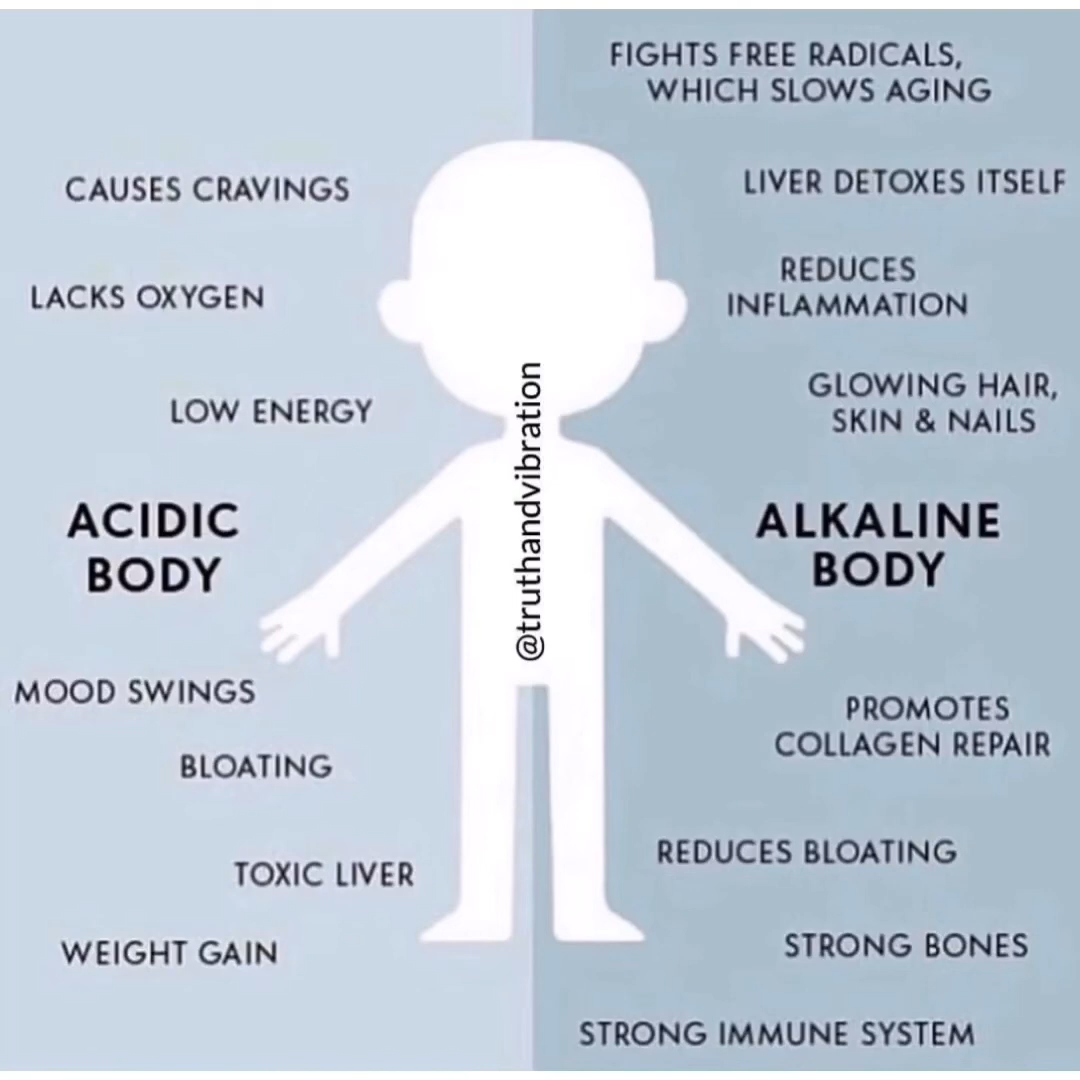 CAUSES CRAVINGS
LACKS OXYGEN
LOW ENERGY
ACIDIC
BODY
MOOD SWINGS
BLOATING
TOXIC LIVER
WEIGHT GAIN
@truthandvibration
FIGHTS FREE RADICALS,
WHICH SLOWS AGING
LIVER DETOXES ITSELF
REDUCES
INFLAMMATION
GLOWING HAIR,
SKIN & NAILS
ALKALINE
BODY
PROMOTES
COLLAGEN REPAIR
REDUCES BLOATING
STRONG BONES
STRONG IMMUNE SYSTEM